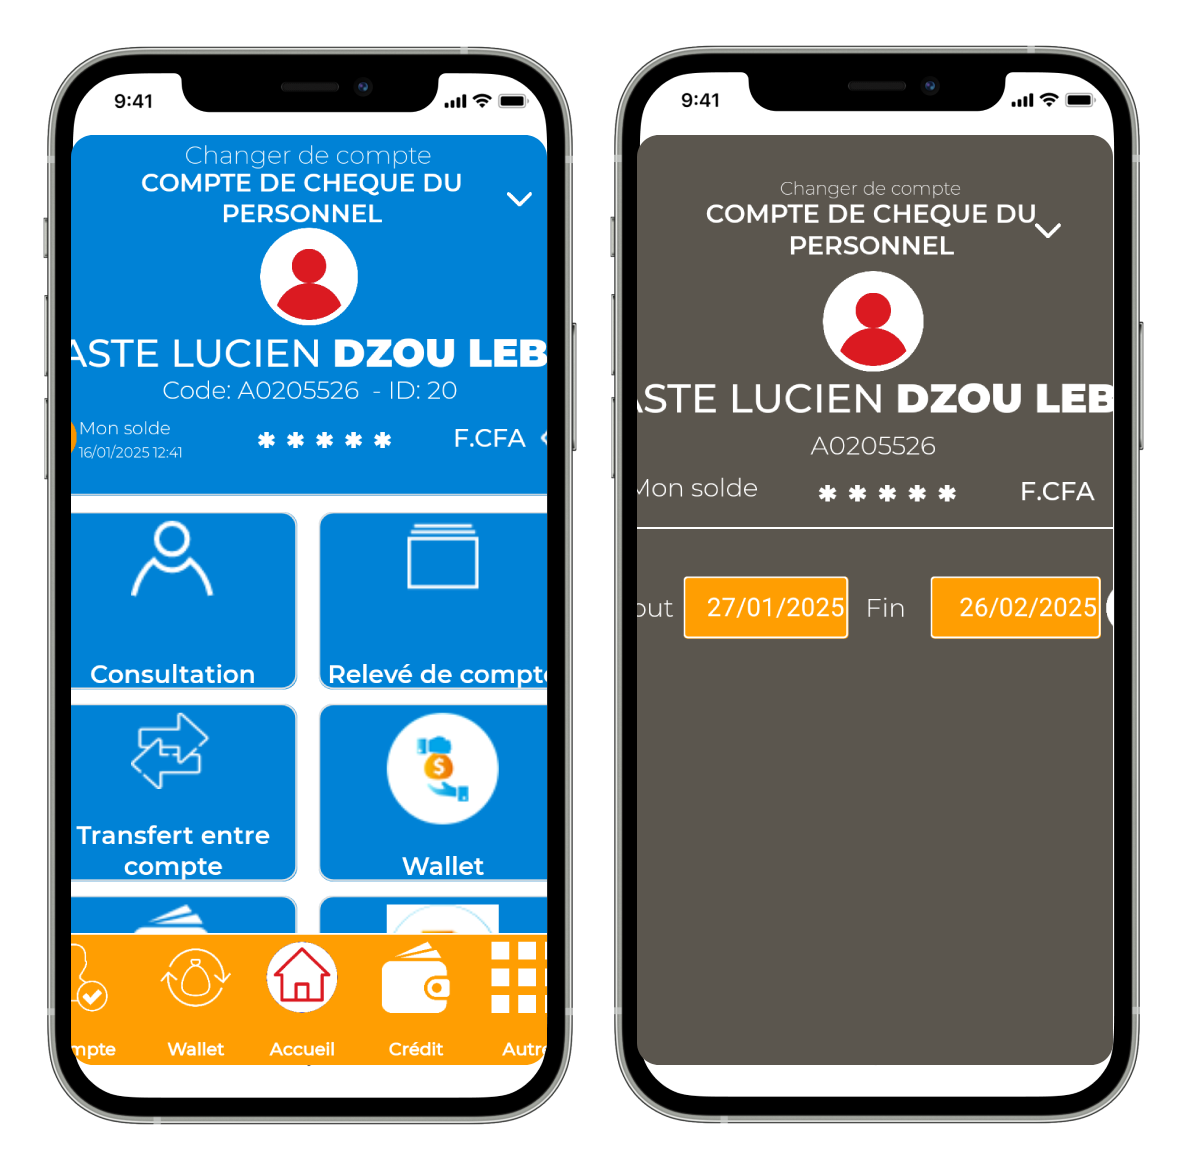 9:41
Changer de compte
COMPTE DE CHEQUE DU
PERSONNEL
ASTE LUCIEN DZOU LEB
Code: A0205526 - ID: 20
Mon solde
16/01/2025 12:41
* * * * *
F.CFA
Consultation
Relevé de compte
Transfert entre
compte
Wallet
mpte
Wallet
Accueil
Crédit
Autre
9:41
Changer de compte
COMPTE DE CHEQUE DU
PERSONNEL
STE LUCIEN DZOU LEB
A0205526
Mon solde
* * * * *
F.CFA
out
27/01/2025
Fin
26/02/2025